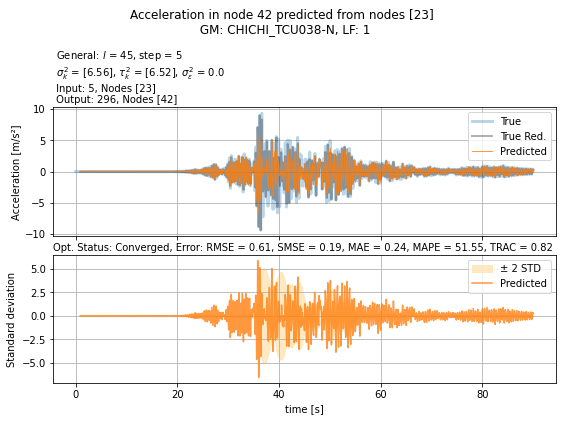 Acceleration in node 42 predicted from nodes [23]
GM: CHICHI_TCU038-N, LF: 1
General: l = 45, step = 5
σ²ₖ = [6.56], τ²ₖ = [6.52], σ²ε = 0.0
Input: 5, Nodes [23]
Output: 296, Nodes [42]
10
5
0
−5
−10
Acceleration [m/s²]
True
True Red.
Predicted
Opt. Status: Converged, Error: RMSE = 0.61, SMSE = 0.19, MAE = 0.24, MAPE = 51.55, TRAC = 0.82
5.0
2.5
0.0
−2.5
−5.0
Standard deviation
± 2 STD
Predicted
0 20 40 60 80
time [s]